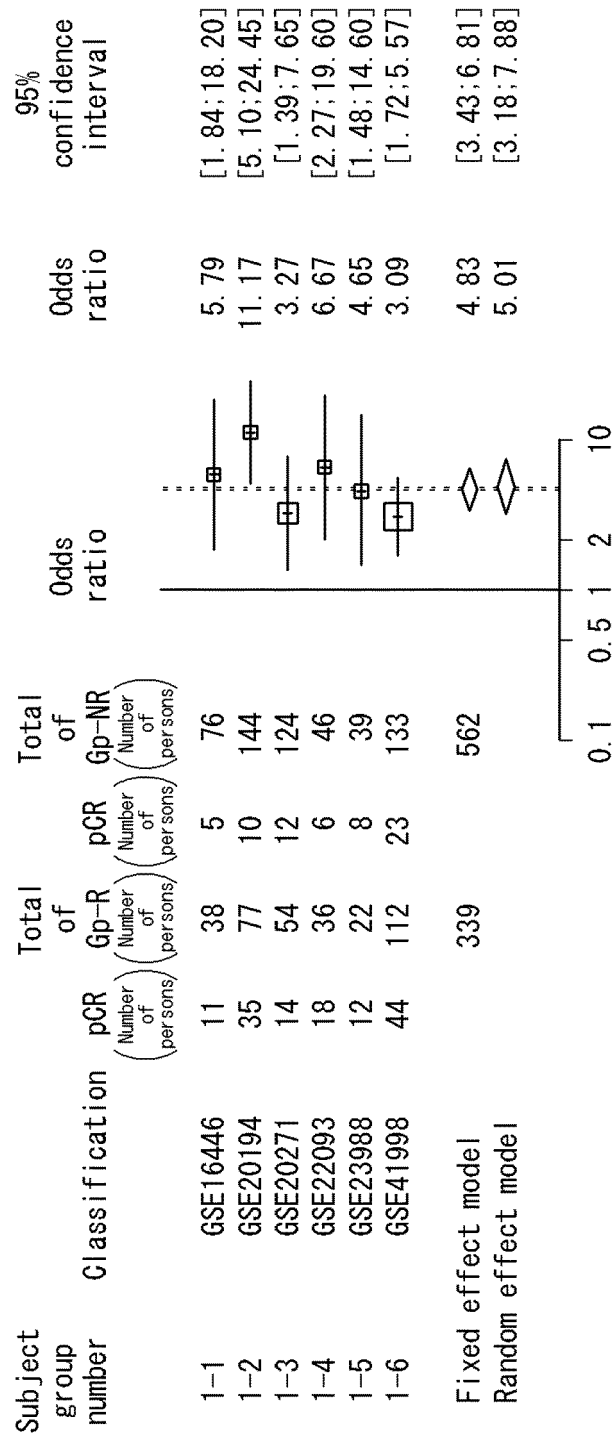 Subject group number Classification pCR (Number of persons) Total of Gp-R (Number of persons) pCR (Number of persons) Total of Gp-NR (Number of persons) Odds ratio Odds ratio 95% confidence interval
1-1 GSE16446 11 38 5 76 5.79 [1.84;18.20]
1-2 GSE20194 35 77 10 144 11.17 [5.10;24.45]
1-3 GSE20271 14 54 12 124 3.27 [1.39;7.65]
1-4 GSE22093 18 36 6 46 6.67 [2.27;19.60]
1-5 GSE23988 12 22 8 39 4.65 [1.48;14.60]
1-6 GSE41998 44 112 23 133 3.09 [1.72;5.57]
Fixed effect model 339 562 4.83 [3.43;6.81]
Random effect model 5.01 [3.18;7.88]
0.1 0.5 1 2 10